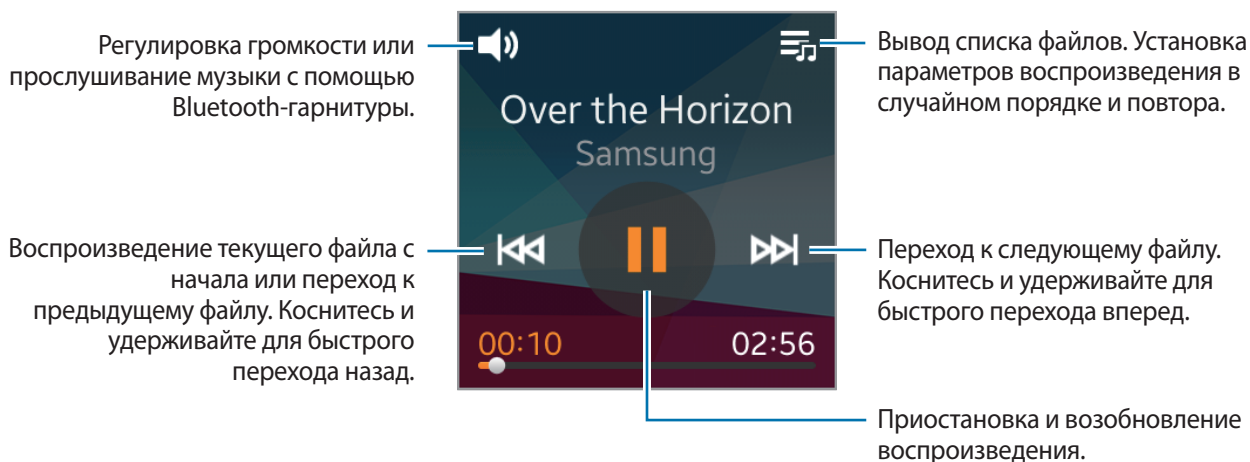 Регулировка громкости или
прослушивание музыки с помощью
Bluetooth-гарнитуры.
Вывод списка файлов. Установка
параметров воспроизведения в
случайном порядке и повтора.
Over the Horizon
Samsung
Воспроизведение текущего файла с
начала или переход к
предыдущему файлу. Коснитесь и
удерживайте для быстрого
перехода назад.
Переход к следующему файлу.
Коснитесь и удерживайте для
быстрого перехода вперед.
00:10
02:56
Приостановка и возобновление
воспроизведения.